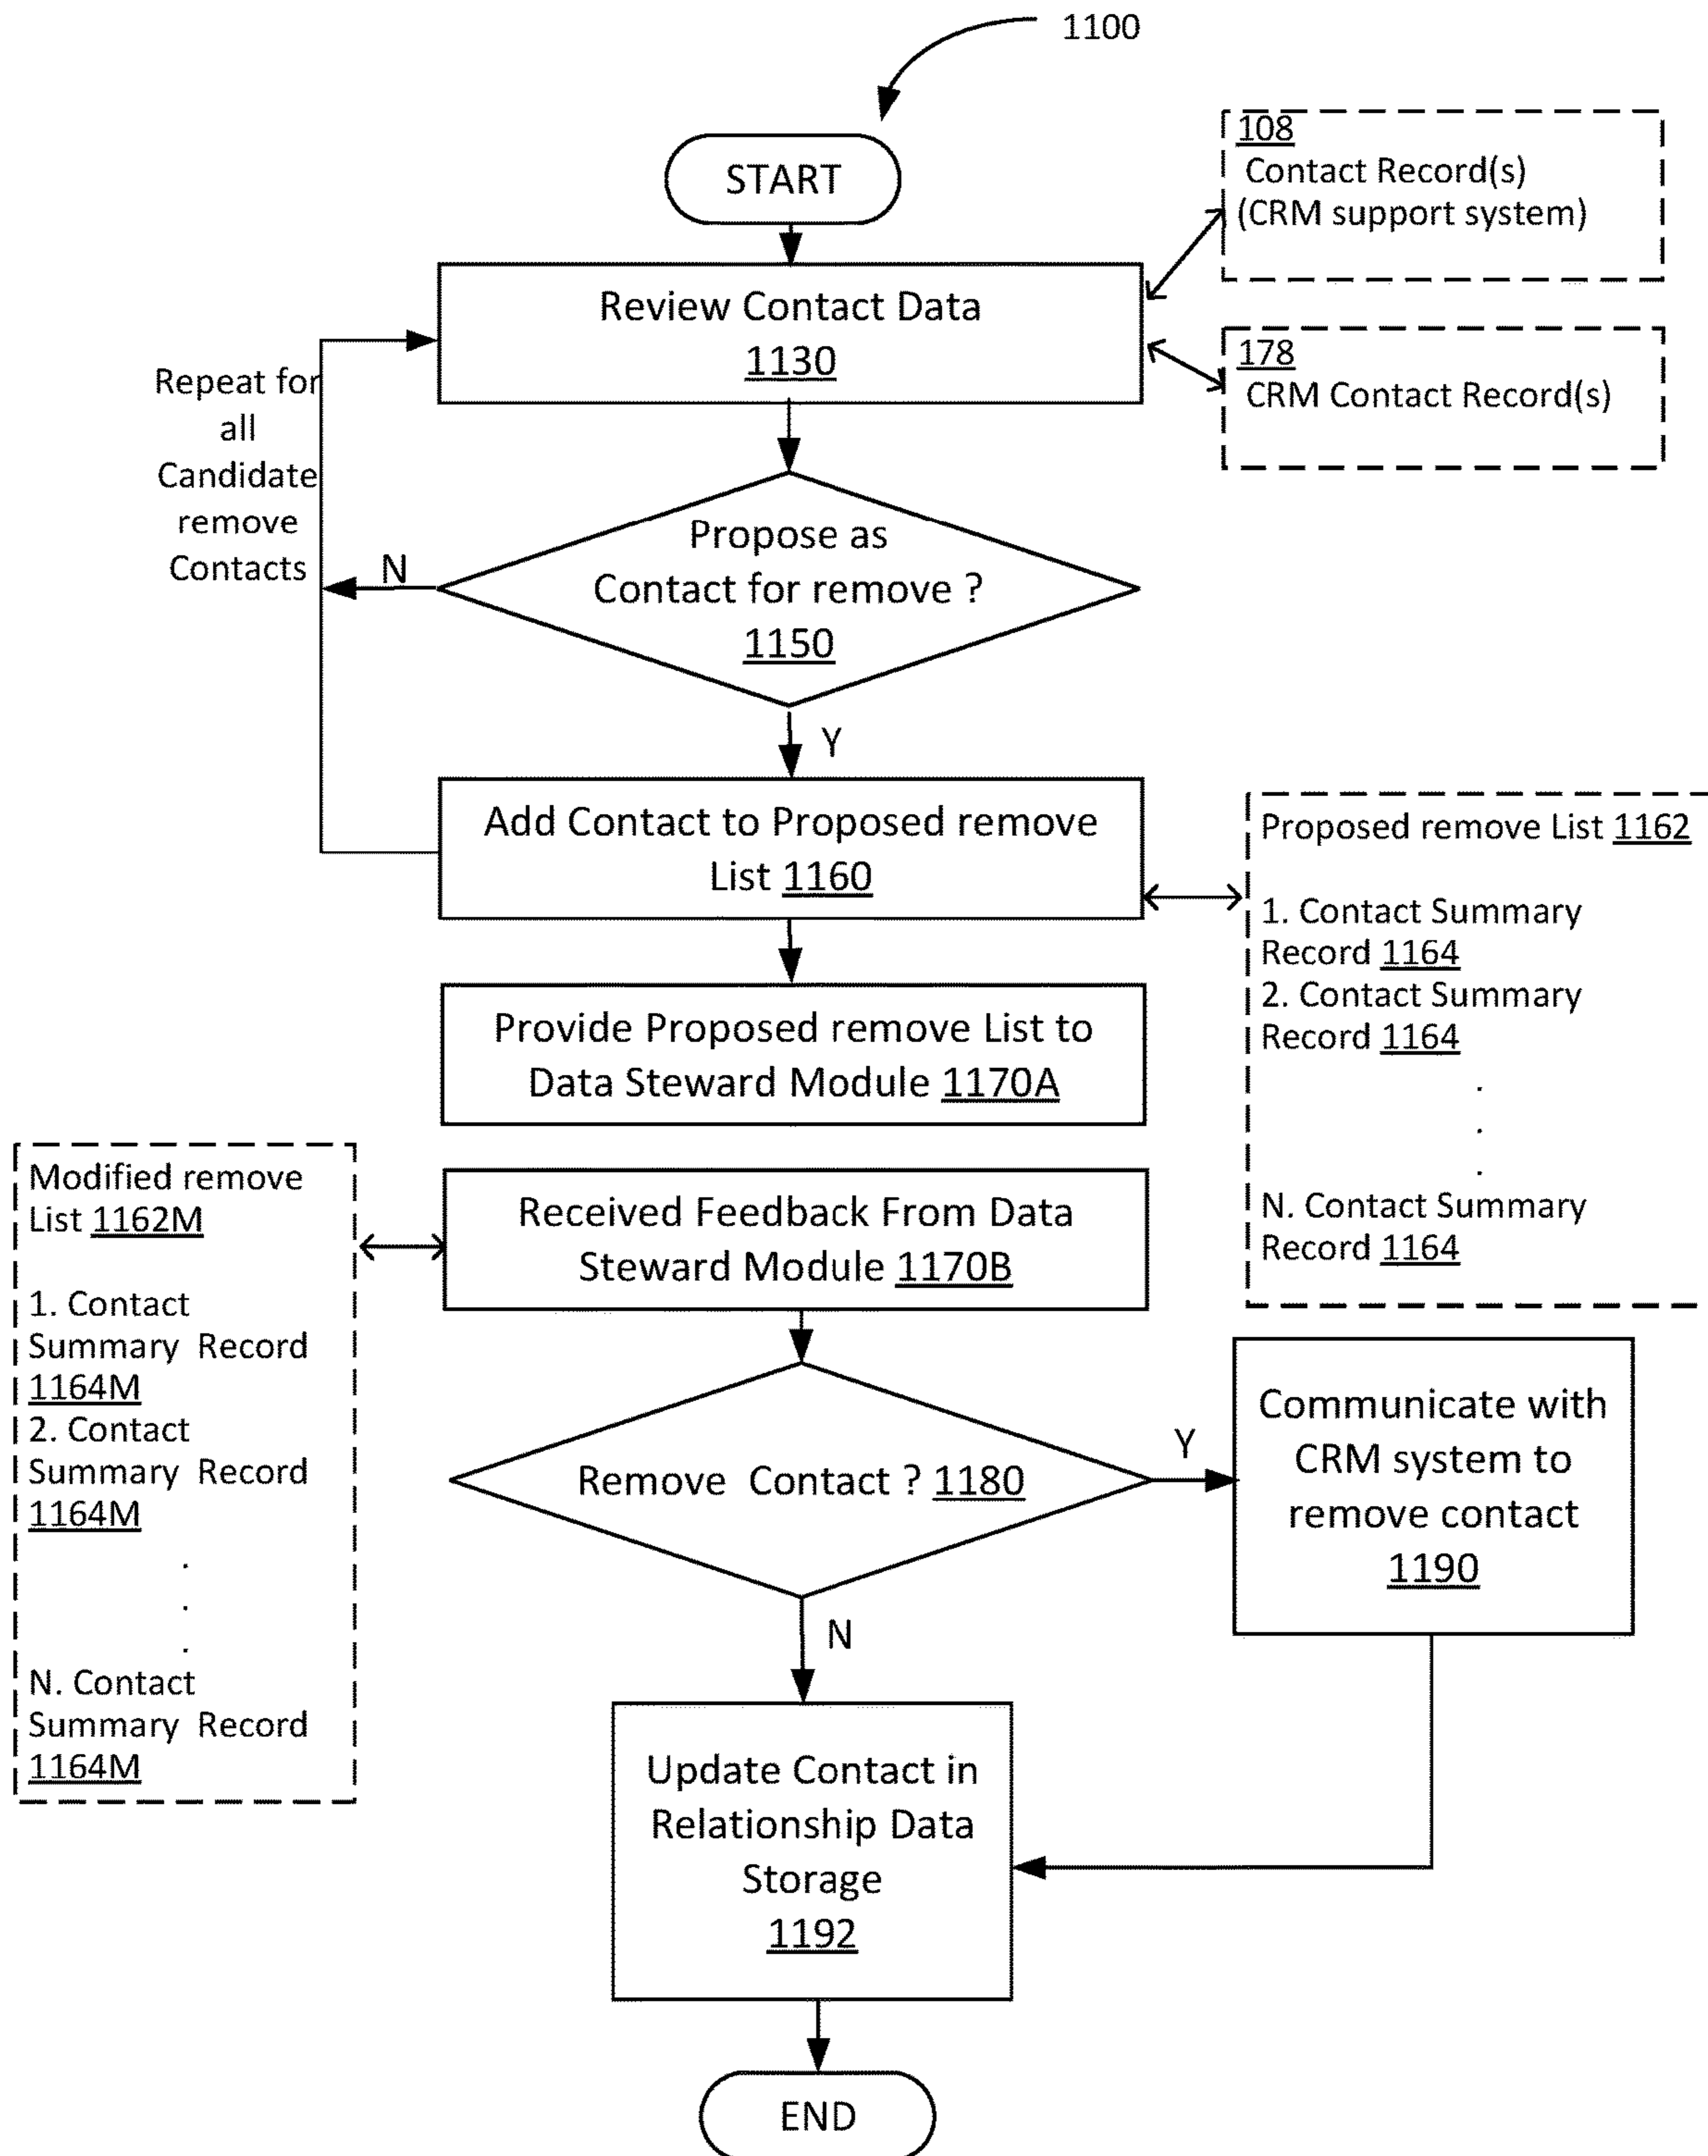 1100
START
108
Contact Record(s)
(CRM support system)
Review Contact Data
1130
178
CRM Contact Record(s)
Repeat for
all
Candidate
remove
Contacts
N
Propose as
Contact for remove ?
1150
Y
Add Contact to Proposed remove
List 1160
Proposed remove List 1162
1. Contact Summary
Record 1164
2. Contact Summary
Record 1164
.
.
.
N. Contact Summary
Record 1164
Provide Proposed remove List to
Data Steward Module 1170A
Modified remove
List 1162M
1. Contact
Summary Record
1164M
2. Contact
Summary Record
1164M
.
.
.
N. Contact
Summary Record
1164M
Received Feedback From Data
Steward Module 1170B
Remove Contact ? 1180
Y
Communicate with
CRM system to
remove contact
1190
N
Update Contact in
Relationship Data
Storage
1192
END